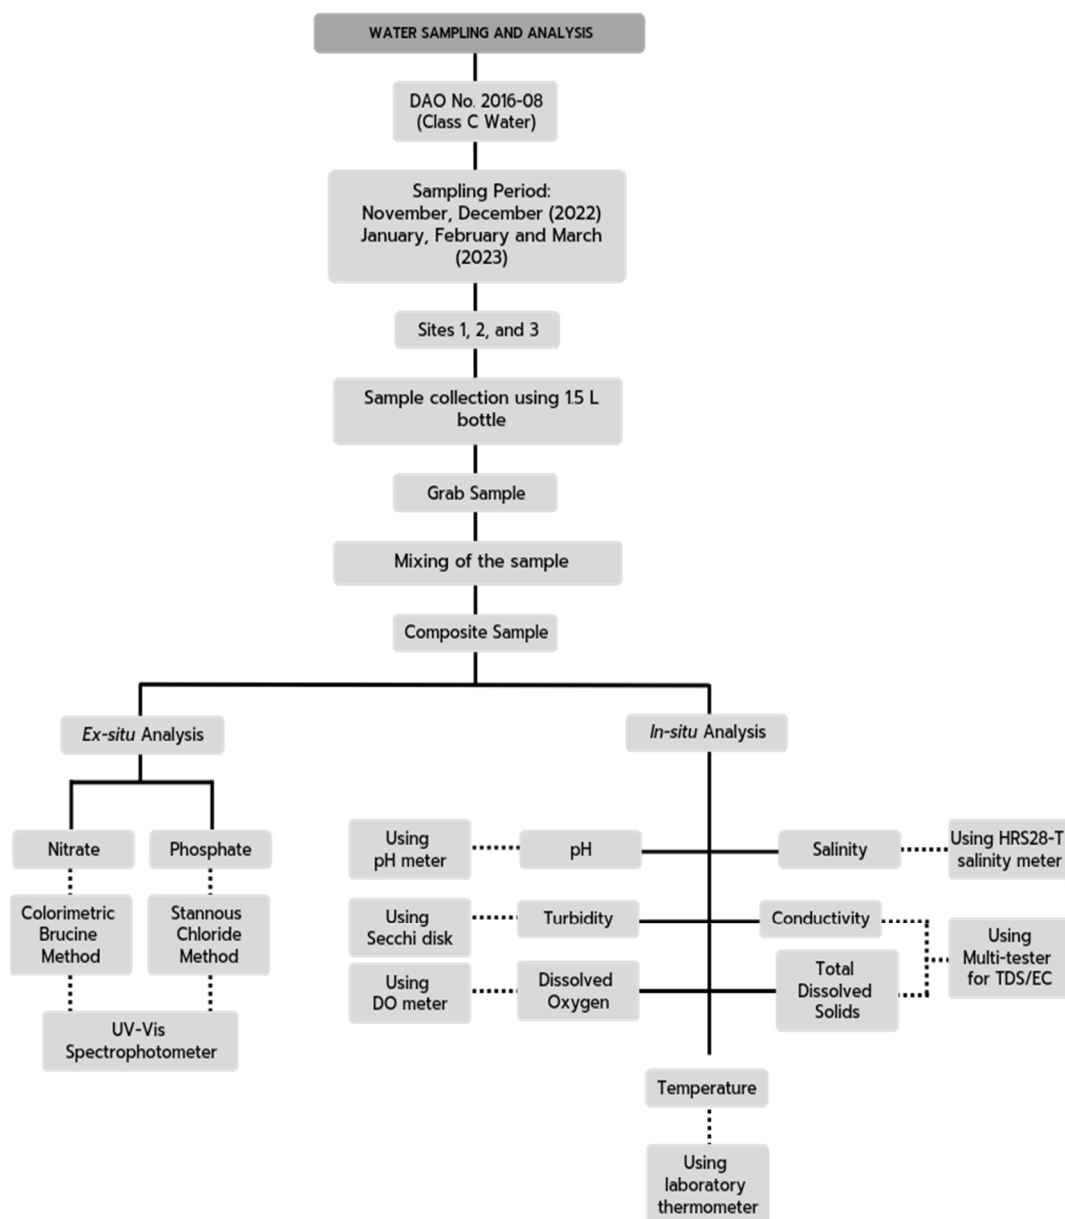 WATER SAMPLING AND ANALYSIS
DAO No. 2016-08
(Class C Water)
Sampling Period:
November, December (2022)
January, February and March
(2023)
Sites 1, 2, and 3
Sample collection using 1.5 L
bottle
Grab Sample
Mixing of the sample
Composite Sample
Ex-situ Analysis
In-situ Analysis
Nitrate
Phosphate
Colorimetric
Brucine
Method
Stannous
Chloride
Method
UV-Vis
Spectrophotometer
Using
pH meter
pH
Salinity
Using HRS28-T
salinity meter
Using
Secchi disk
Turbidity
Conductivity
Using
Multi-tester
for TDS/EC
Using
DO meter
Dissolved
Oxygen
Total
Dissolved
Solids
Temperature
Using
laboratory
thermometer